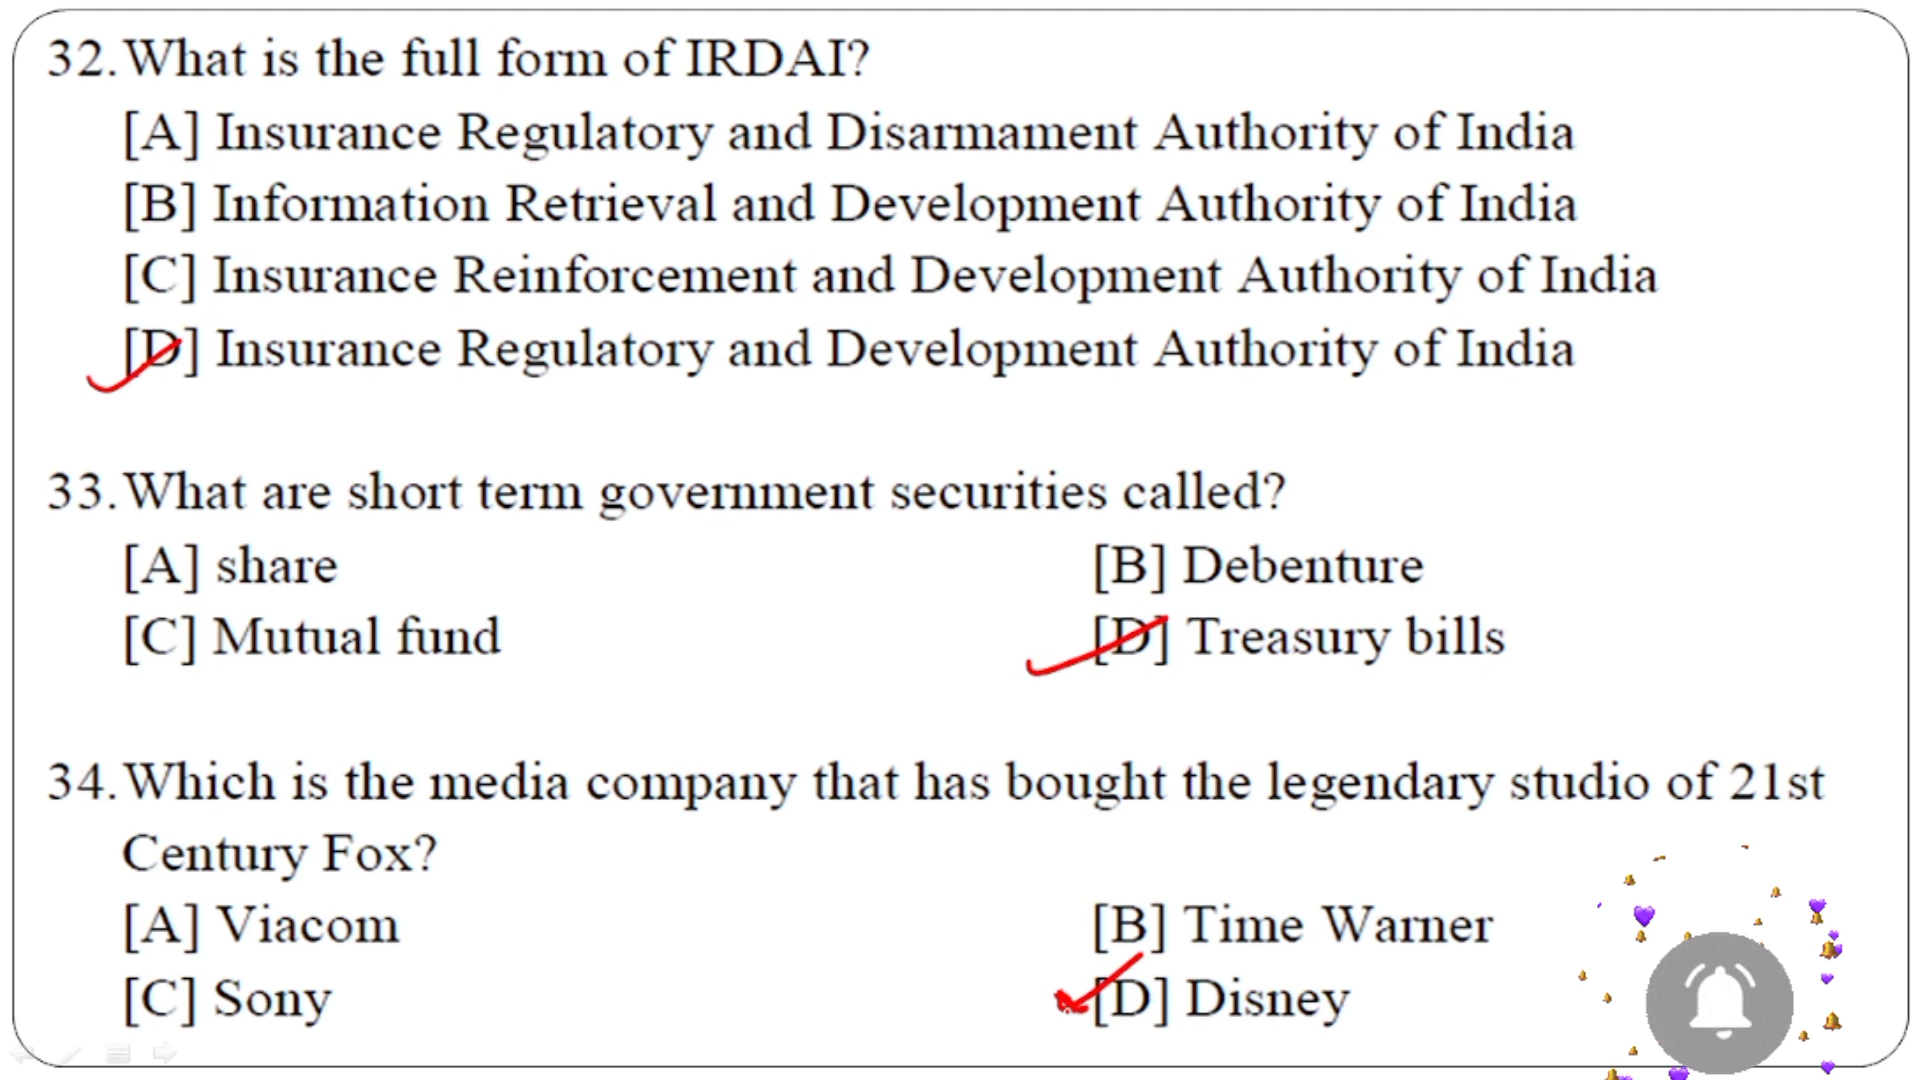 32. What is the full form of IRDAI?
[A] Insurance Regulatory and Disarmament Authority of India
[B] Information Retrieval and Development Authority of India
[C] Insurance Reinforcement and Development Authority of India
[D] Insurance Regulatory and Development Authority of India
33. What are short term government securities called?
[A] share [B] Debenture
[C] Mutual fund [D] Treasury bills
34. Which is the media company that has bought the legendary studio of 21st
Century Fox?
[A] Viacom [B] Time Warner
[C] Sony [D] Disney